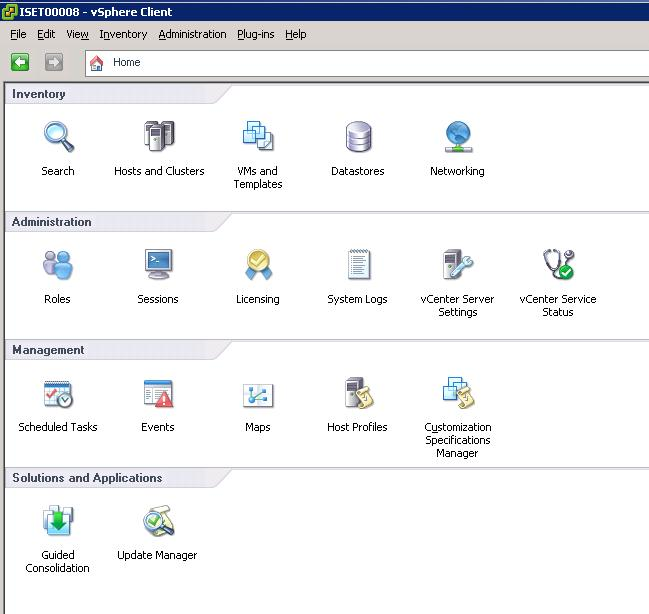 ISET00008 - vSphere Client
File Edit View Inventory Administration Plug-ins Help
Home
Inventory
Search
Hosts and Clusters
VMs and
Templates
Datastores
Networking
Administration
Roles
Sessions
Licensing
System Logs
vCenter Server
Settings
vCenter Service
Status
Management
Scheduled Tasks
Events
Maps
Host Profiles
Customization
Specifications
Manager
Solutions and Applications
Guided
Consolidation
Update Manager